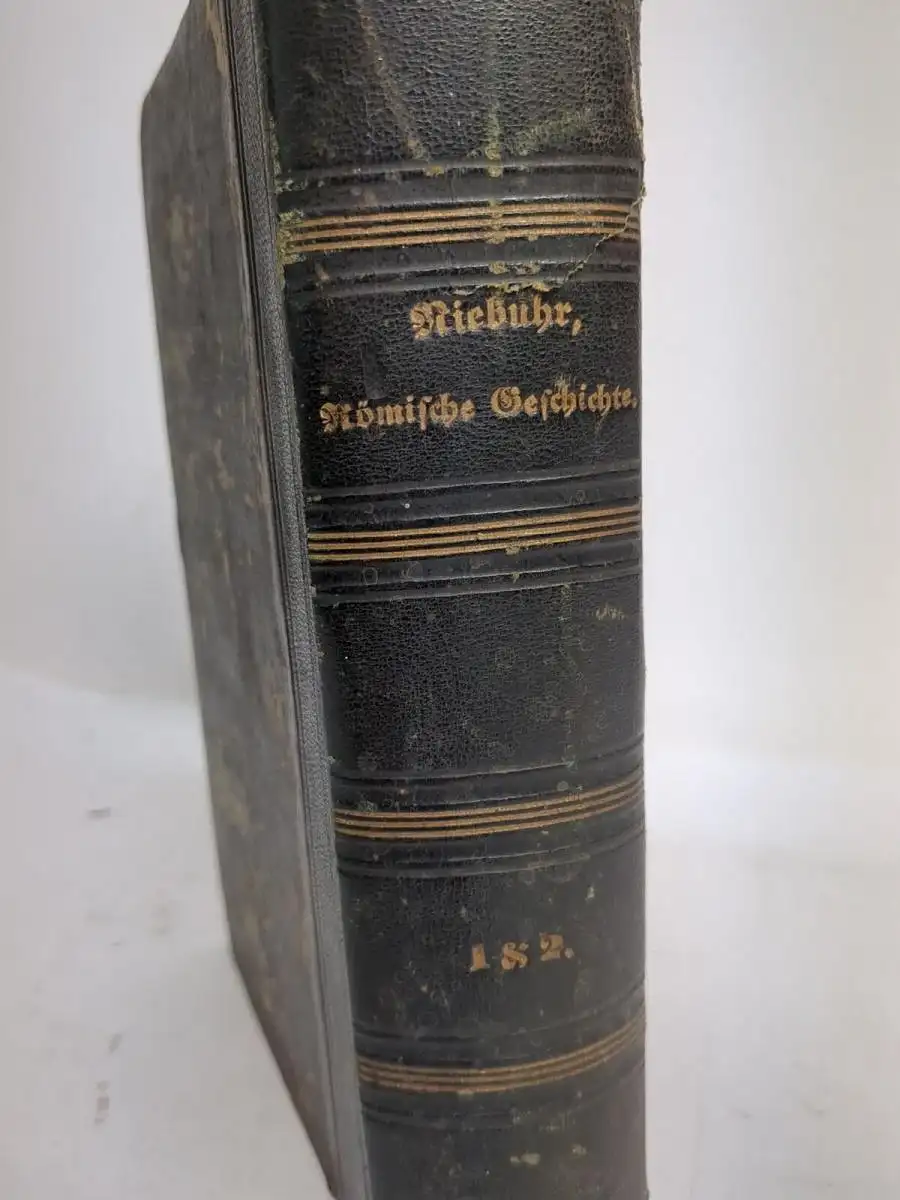 Niebuhr,
Römische Geschichte.
1 & 2.